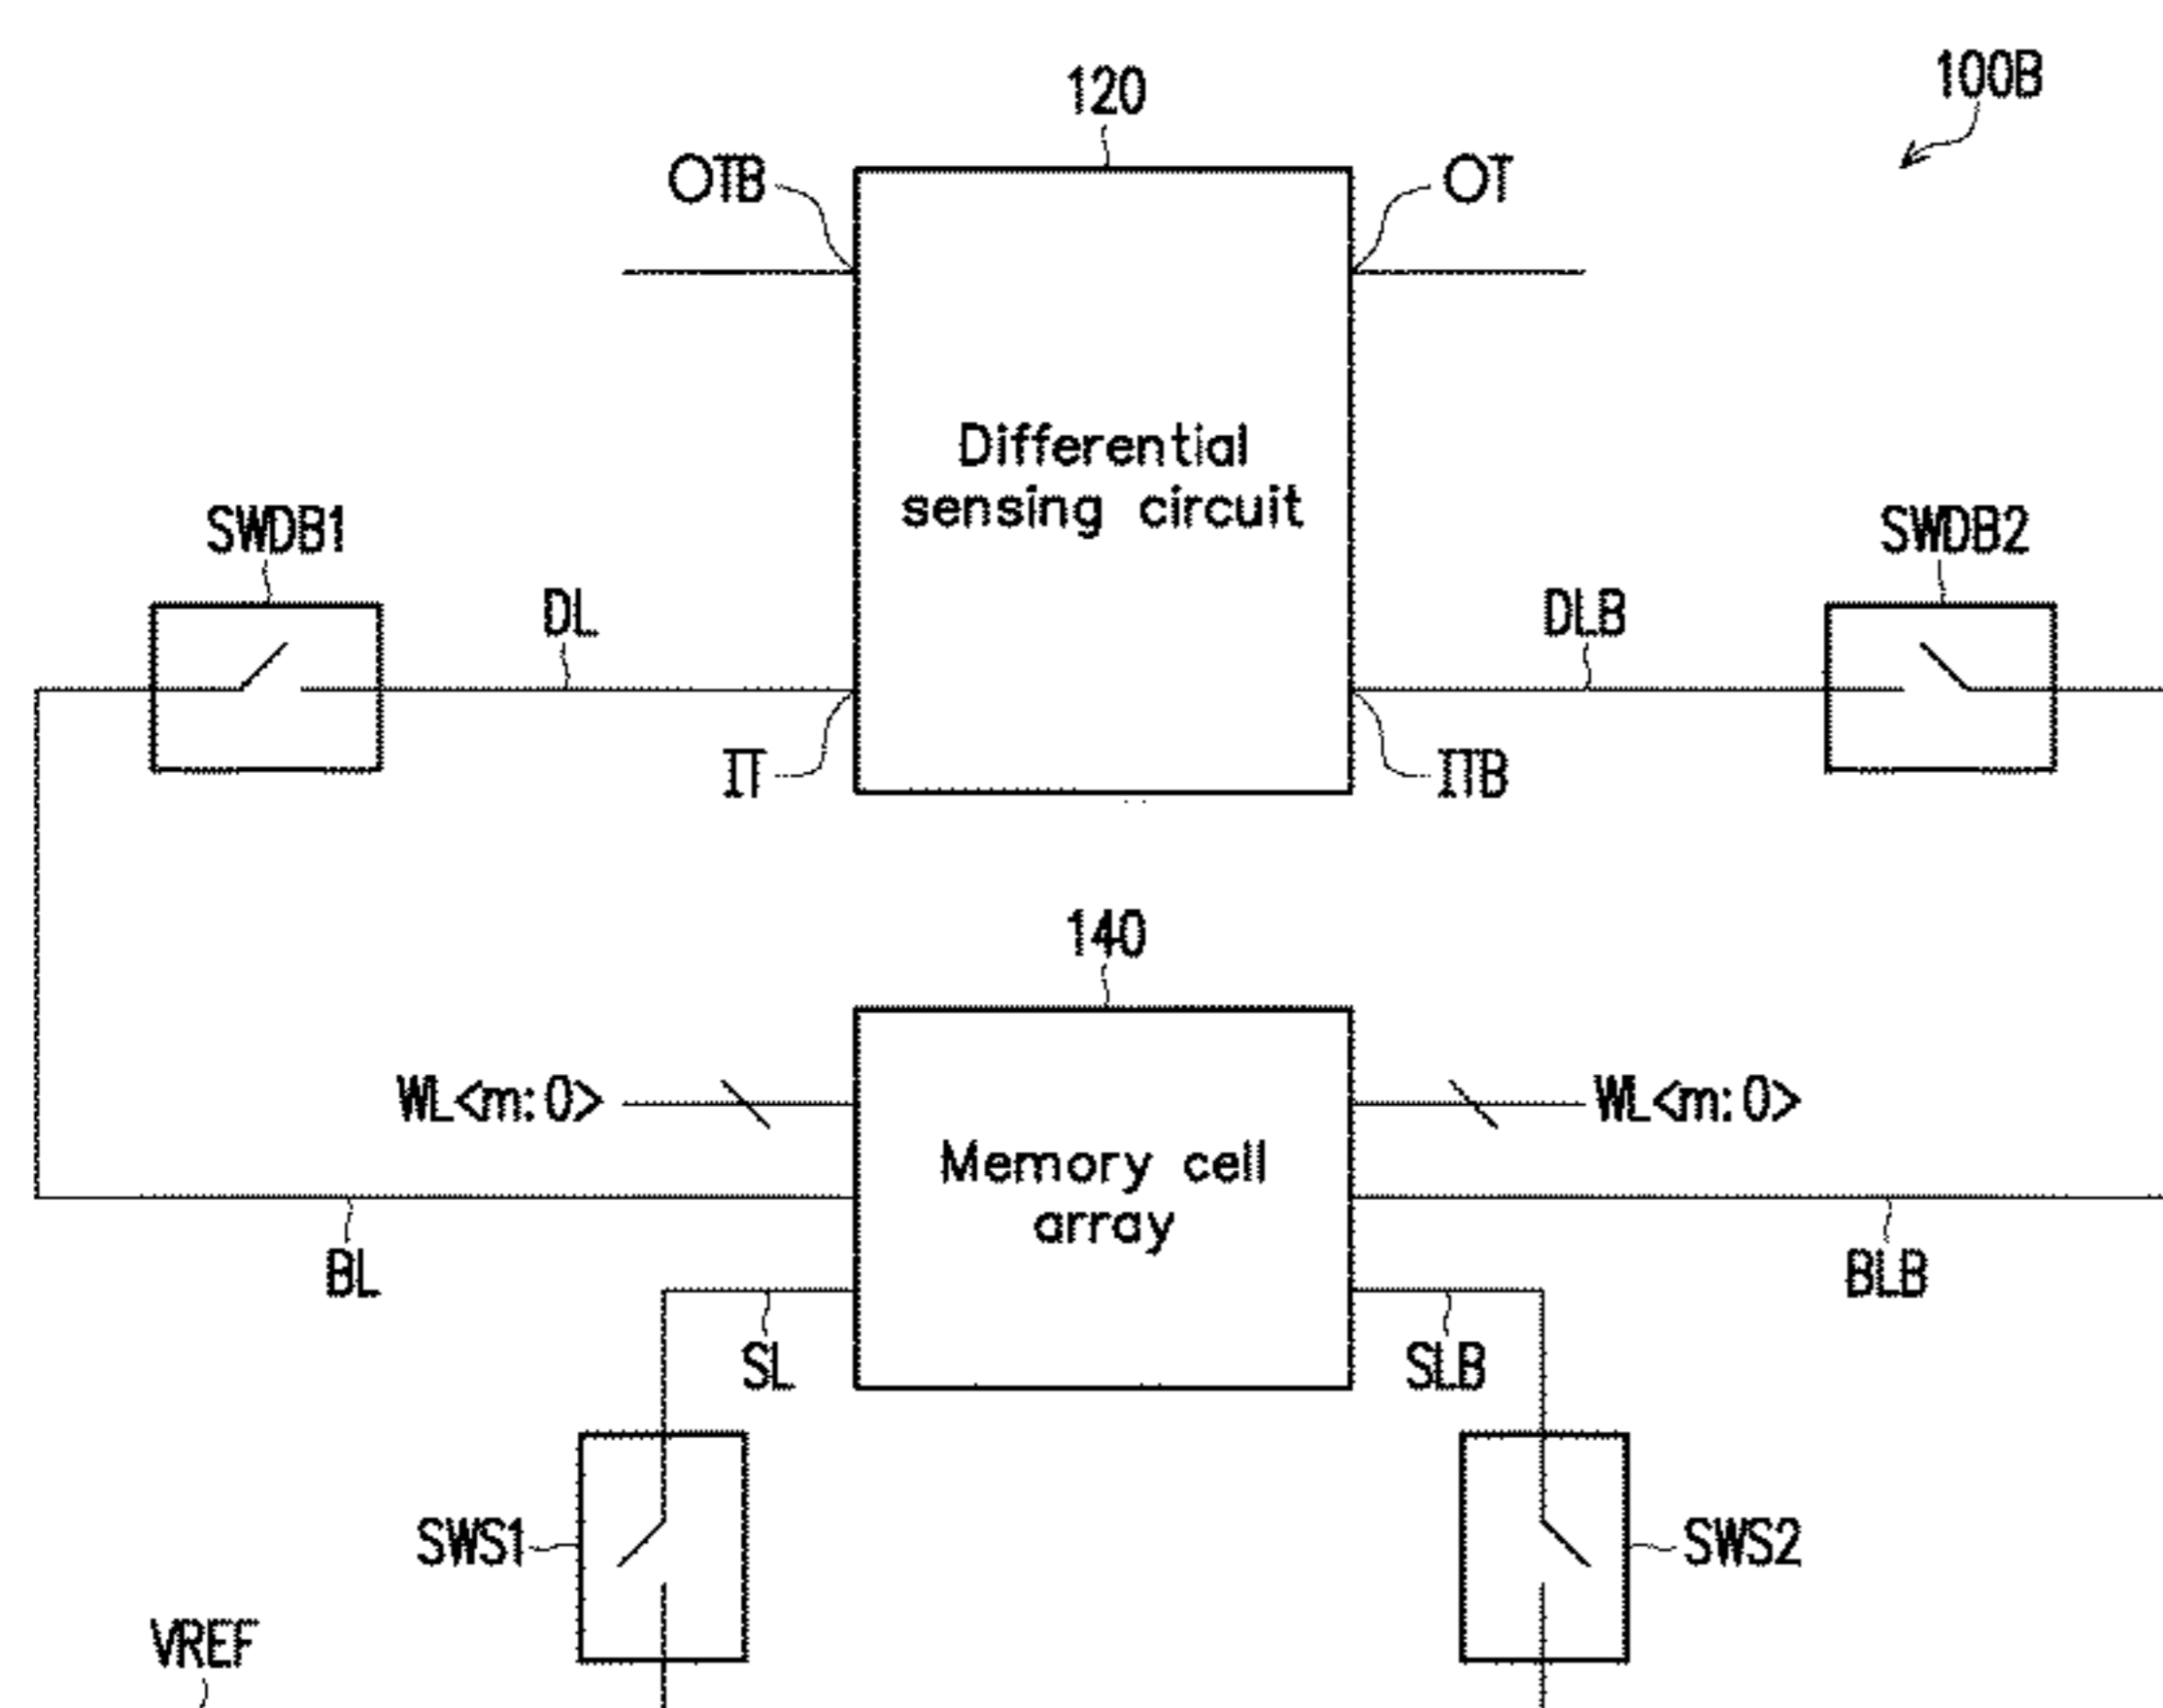 120
100B
OTB
OT
Differential
sensing circuit
SWDB1
SWDB2
DL
DLB
IT
ITB
140
WL<m:0>
WL<m:0>
Memory cell
array
BL
BLB
SL
SLB
SWS1
SWS2
VREF